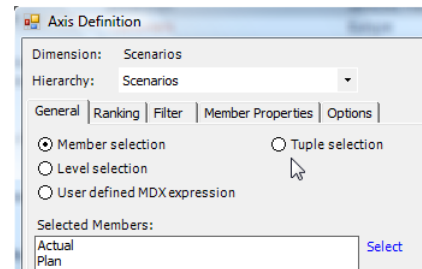 Axis Definition
Dimension: Scenarios
Hierarchy: Scenarios
General Ranking Filter Member Properties Options
Member selection Tuple selection
Level selection
User defined MDX expression
Selected Members:
Actual Select
Plan